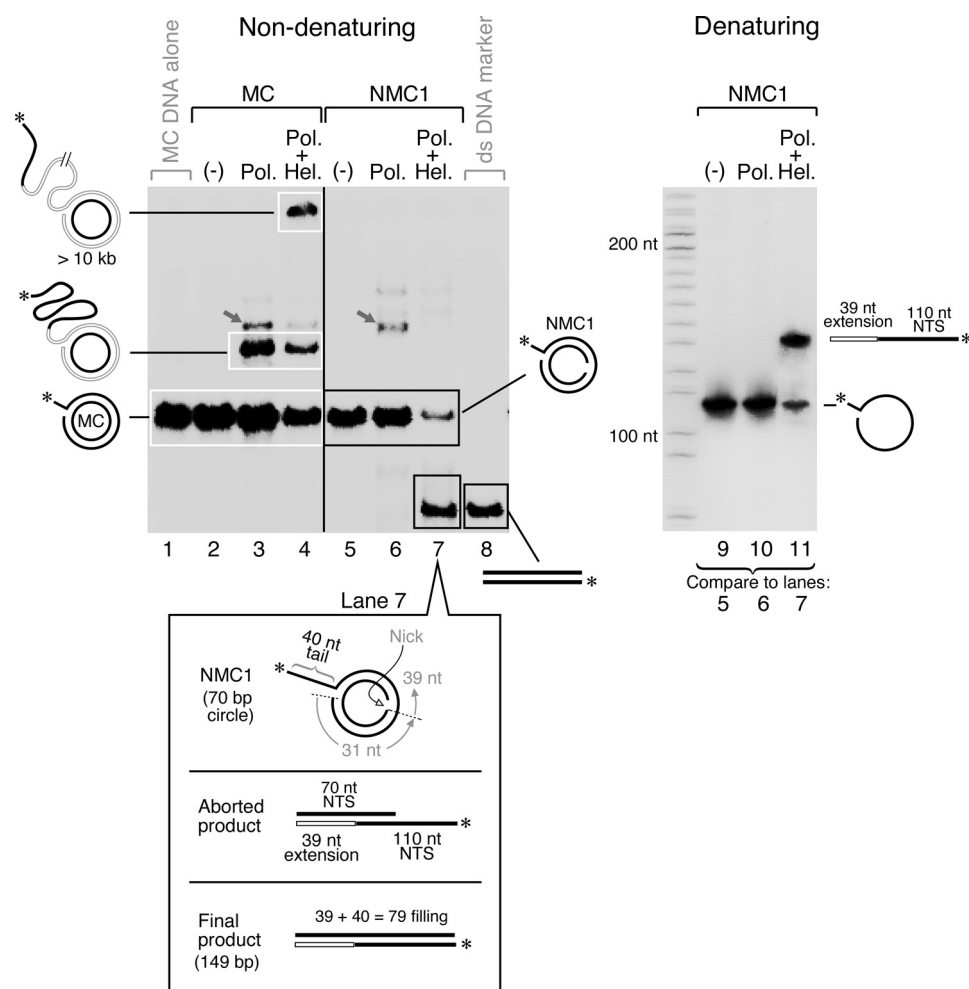 Non-denaturing
Denaturing
MC DNA alone
MC
NMC1
ds DNA marker
NMC1
(-)
Pol.
Pol.
+
Hel.
(-)
Pol.
Pol.
+
Hel.
(-)
Pol.
Pol.
+
Hel.
*
> 10 kb
*
*
MC
NMC1
*
200 nt
100 nt
39 nt
extension
110 nt
NTS
*
*
1 2 3 4 5 6 7 8
*
9 10 11
Compare to lanes:
5 6 7
Lane 7
NMC1
(70 bp
circle)
*
40 nt
tail
Nick
39 nt
31 nt
Aborted
product
70 nt
NTS
*
39 nt
extension
110 nt
NTS
Final
product
(149 bp)
39 + 40 = 79 filling
*